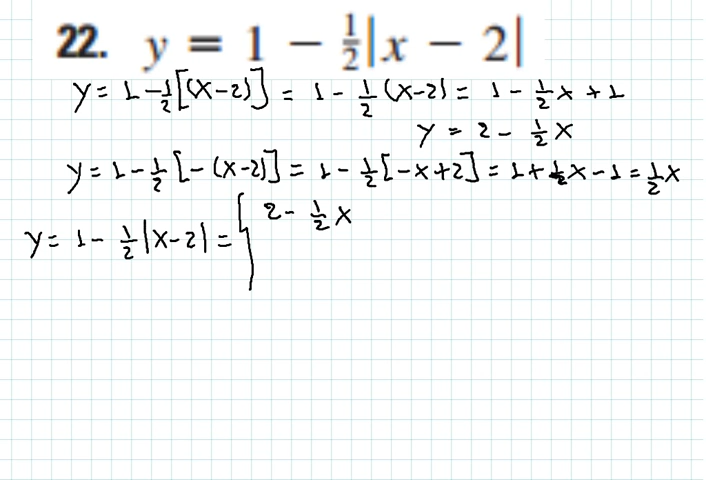 22. y = 1 − ½|x − 2|
y = 1 - ½[(x-2)] = 1 - ½(x-2) = 1 - ½x + 1
y = 2 - ½x
y = 1 - ½[-(x-2)] = 1 - ½[-x+2] = 1 + ½x - 1 = ½x
y = 1 - ½|x-2| = { 2 - ½x